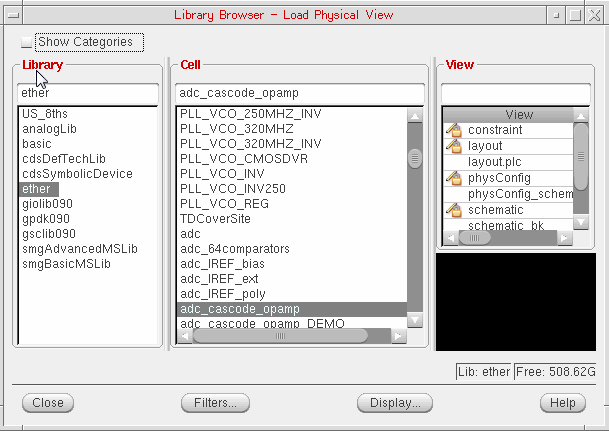 Library Browser - Load Physical View
Show Categories
Library
ether
US_8ths
analogLib
basic
cdsDefTechLib
cdsSymbolicDevice
ether
giolib090
gpdk090
gsclib090
smgAdvancedMSLib
smgBasicMSLib
Cell
adc_cascode_opamp
PLL_VCO_250MHZ_INV
PLL_VCO_320MHZ
PLL_VCO_320MHZ_INV
PLL_VCO_CMOSDVR
PLL_VCO_INV
PLL_VCO_INV250
PLL_VCO_REG
TDCoverSite
adc
adc_64comparators
adc_IREF_bias
adc_IREF_ext
adc_IREF_poly
adc_cascode_opamp
adc_cascode_opamp_DEMO
View
View
constraint
layout
layout.plc
physConfig
physConfig_schem
schematic
schematic_bk
Lib: ether
Free: 508.62G
Close
Filters...
Display...
Help